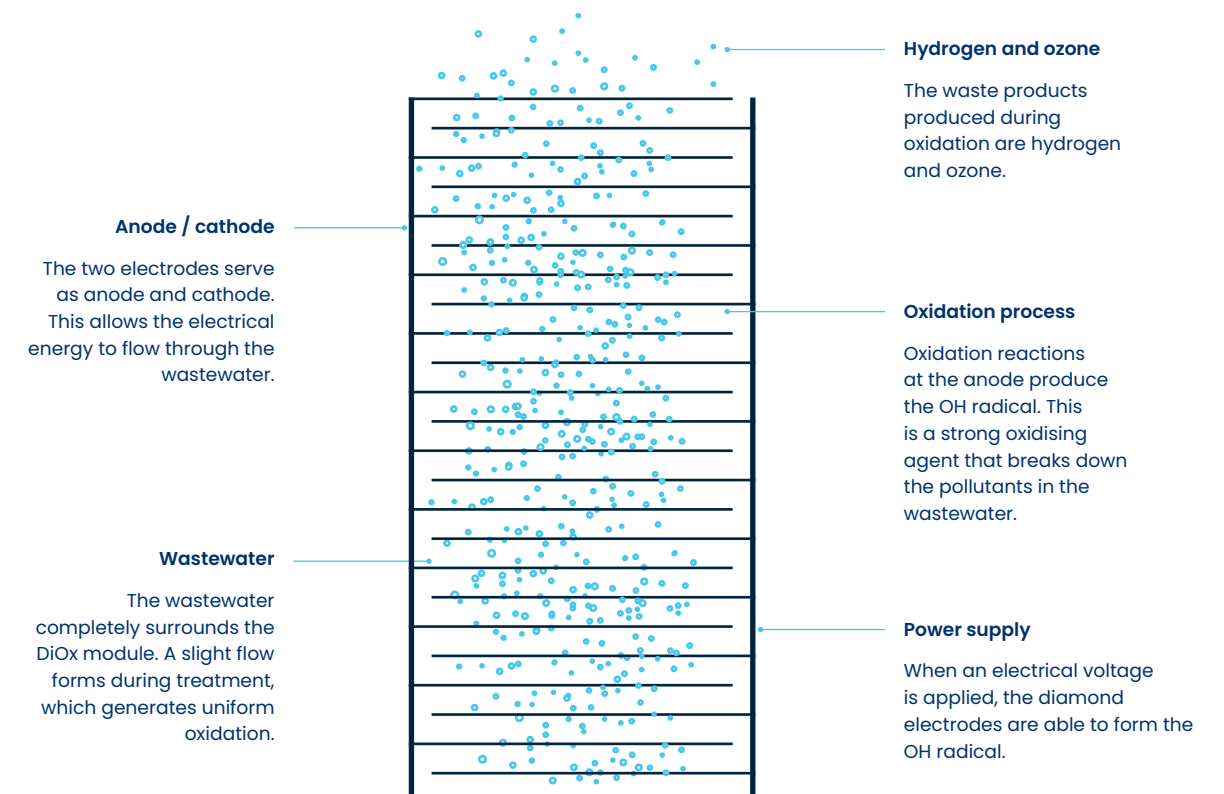 Hydrogen and ozone
The waste products
produced during
oxidation are hydrogen
and ozone.
Anode / cathode
The two electrodes serve
as anode and cathode.
This allows the electrical
energy to flow through the
wastewater.
Oxidation process
Oxidation reactions
at the anode produce
the OH radical. This
is a strong oxidising
agent that breaks down
the pollutants in the
wastewater.
Wastewater
The wastewater
completely surrounds the
DiOx module. A slight flow
forms during treatment,
which generates uniform
oxidation.
Power supply
When an electrical voltage
is applied, the diamond
electrodes are able to form the
OH radical.